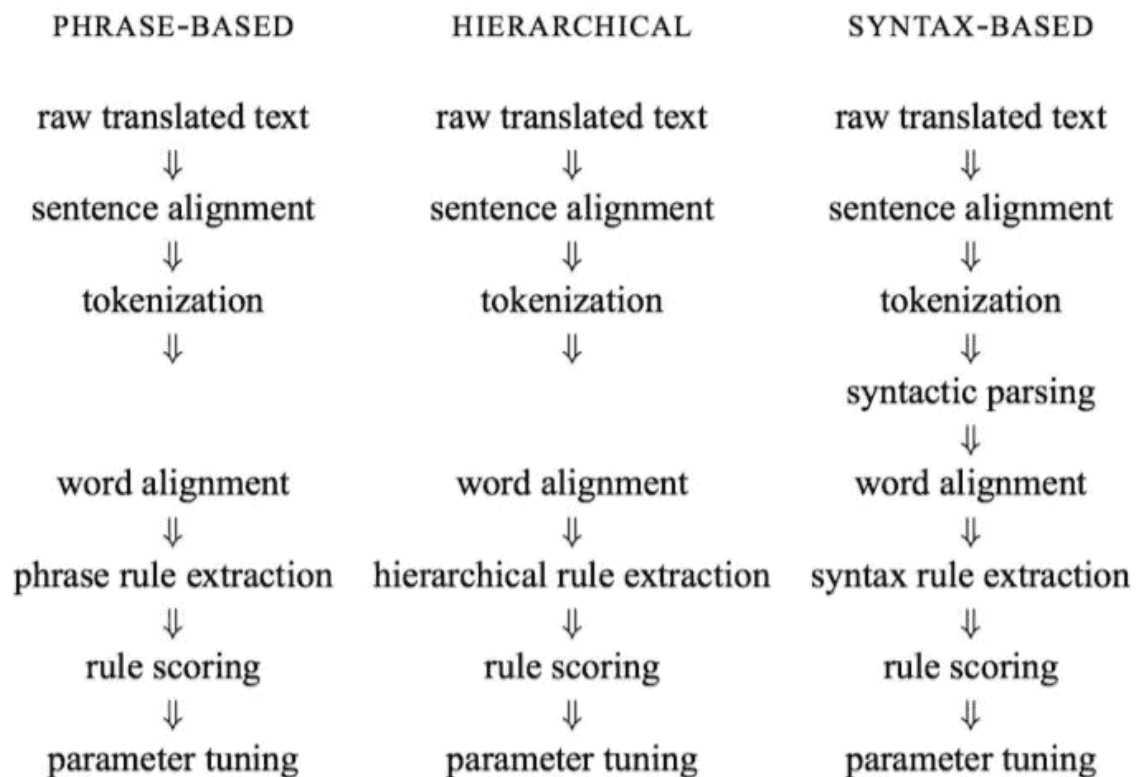 PHRASE-BASED HIERARCHICAL SYNTAX-BASED
raw translated text raw translated text raw translated text
⇓ ⇓ ⇓
sentence alignment sentence alignment sentence alignment
⇓ ⇓ ⇓
tokenization tokenization tokenization
⇓ ⇓ ⇓
syntactic parsing
⇓
word alignment word alignment word alignment
⇓ ⇓ ⇓
phrase rule extraction hierarchical rule extraction syntax rule extraction
⇓ ⇓ ⇓
rule scoring rule scoring rule scoring
⇓ ⇓ ⇓
parameter tuning parameter tuning parameter tuning